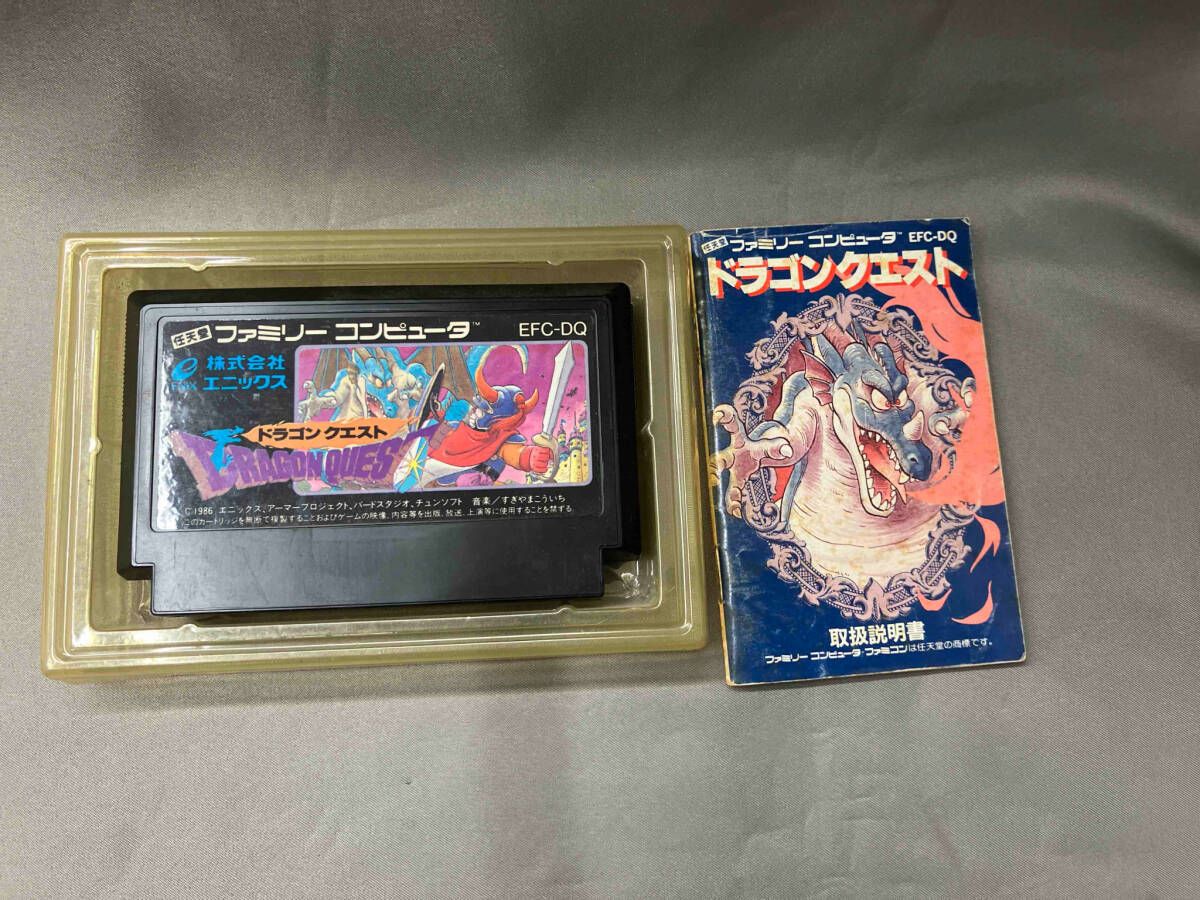 任天堂 ファミリー コンピュータ™ EFC-DQ
株式会社
エニックス
ドラゴン クエスト
DRAGON QUEST
©1986 エニックス、アーマープロジェクト、バードスタジオ、チュンソフト 音楽／すぎやまこういち
このカートリッジを無断で複製することおよびゲームの映像、内容等を出版、放送、上演等に使用することを禁ずる。
任天堂 ファミリー コンピュータ™ EFC-DQ
ドラゴンクエスト
取扱説明書
ファミリー コンピュータ・ファミコンは任天堂の商標です。